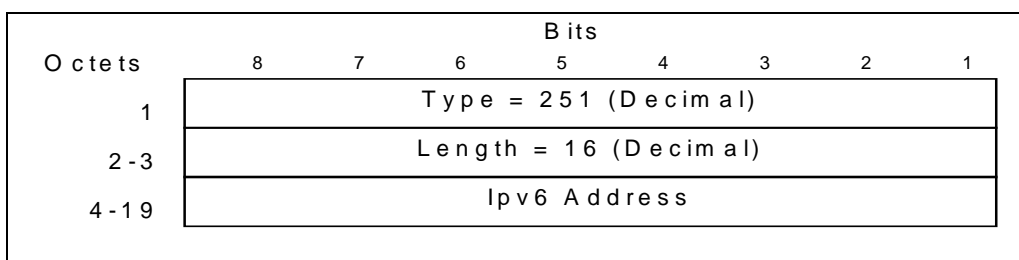 Bits
Octets 8 7 6 5 4 3 2 1
1 Type = 251 (Decimal)
2-3 Length = 16 (Decimal)
4-19 Ipv6 Address